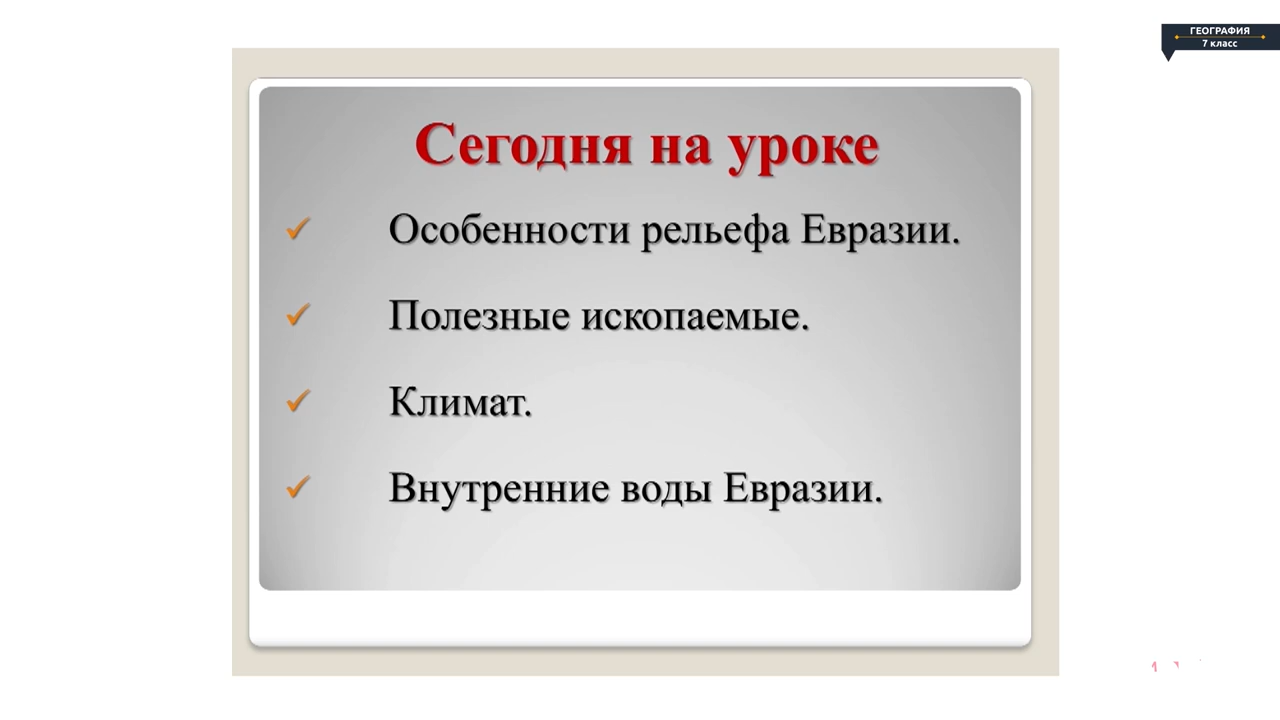 ГЕОГРАФИЯ
7 класс
Сегодня на уроке
Особенности рельефа Евразии.
Полезные ископаемые.
Климат.
Внутренние воды Евразии.